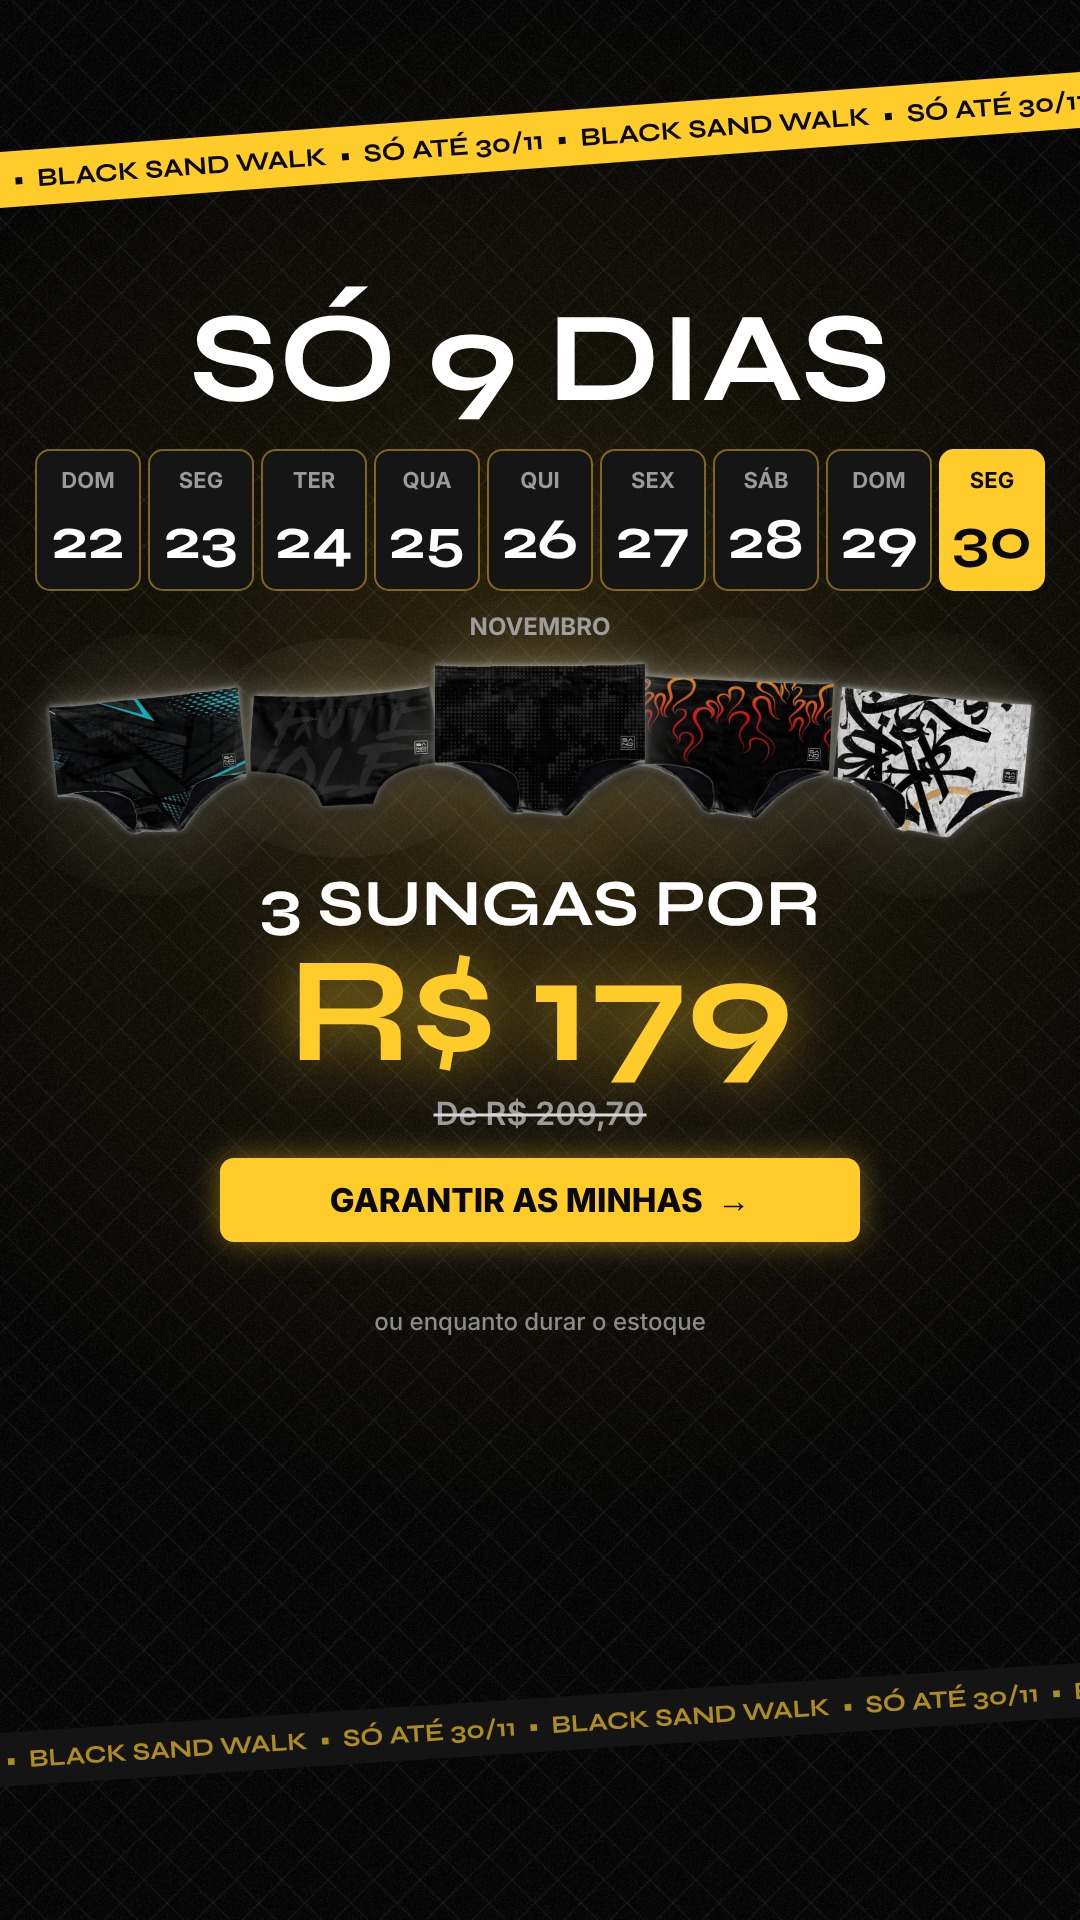 ▪ BLACK SAND WALK ▪ SÓ ATÉ 30/11 ▪ BLACK SAND WALK ▪ SÓ ATÉ 30/11
SÓ 9 DIAS
DOM SEG TER QUA QUI SEX SÁB DOM SEG
22 23 24 25 26 27 28 29 30
NOVEMBRO
3 SUNGAS POR
R$ 179
De R$ 209,70
GARANTIR AS MINHAS →
ou enquanto durar o estoque
▪ BLACK SAND WALK ▪ SÓ ATÉ 30/11 ▪ BLACK SAND WALK ▪ SÓ ATÉ 30/11 ▪